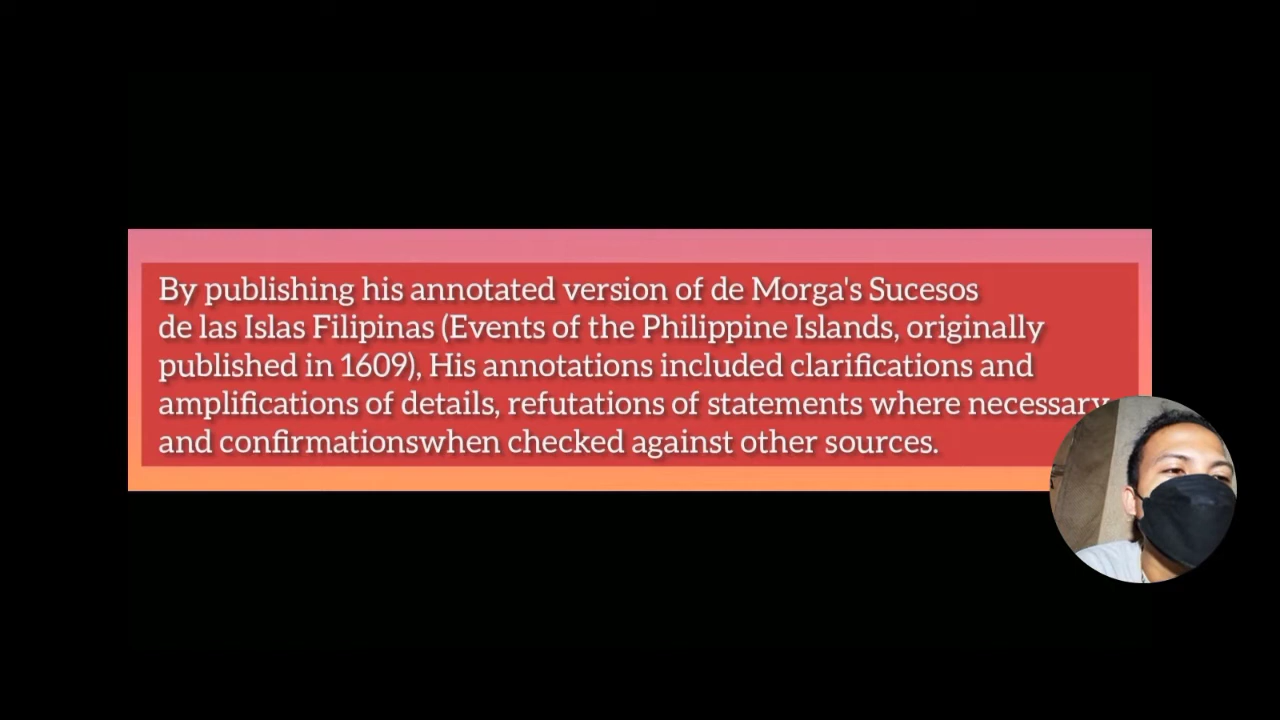 By publishing his annotated version of de Morga's Sucesos
de las Islas Filipinas (Events of the Philippine Islands, originally
published in 1609), His annotations included clarifications and
amplifications of details, refutations of statements where necessary
and confirmationswhen checked against other sources.